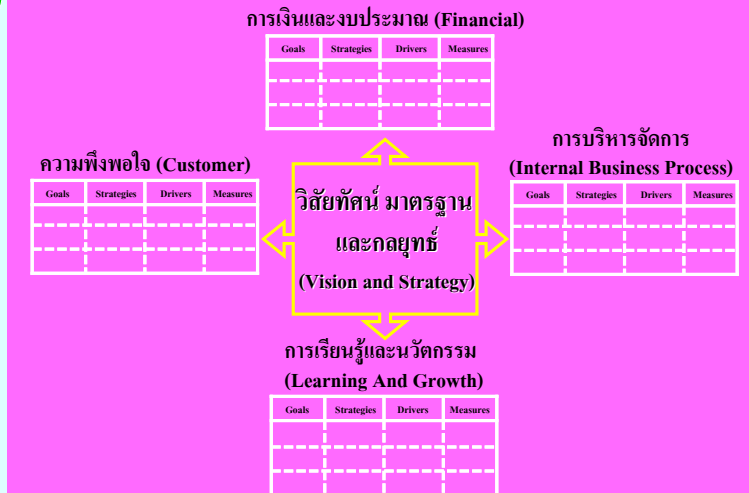 การเงินและงบประมาณ (Financial)
Goals Strategies Drivers Measures
ความพึงพอใจ (Customer)
Goals Strategies Drivers Measures
วิสัยทัศน์ มาตรฐาน
และกลยุทธ์
(Vision and Strategy)
การบริหารจัดการ
(Internal Business Process)
Goals Strategies Drivers Measures
การเรียนรู้และนวัตกรรม
(Learning And Growth)
Goals Strategies Drivers Measures